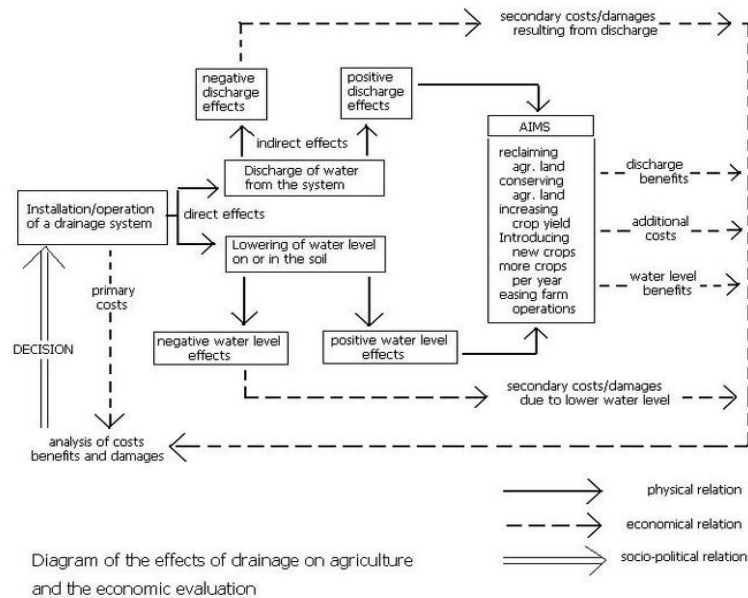 secondary costs/damages
resulting from discharge
negative
discharge
effects
positive
discharge
effects
indirect effects
AIMS
reclaiming
agr. land
conserving
agr. land
increasing
crop yield
Introducing
new crops
more crops
per year
easing farm
operations
Discharge of water
from the system
discharge
benefits
Installation/operation
of a drainage system
direct effects
additional
costs
Lowering of water level
on or in the soil
water level
benefits
primary
costs
DECISION
negative water level
effects
positive water level
effects
secondary costs/damages
due to lower water level
analysis of costs
benefits and damages
physical relation
economical relation
socio-political relation
Diagram of the effects of drainage on agriculture
and the economic evaluation